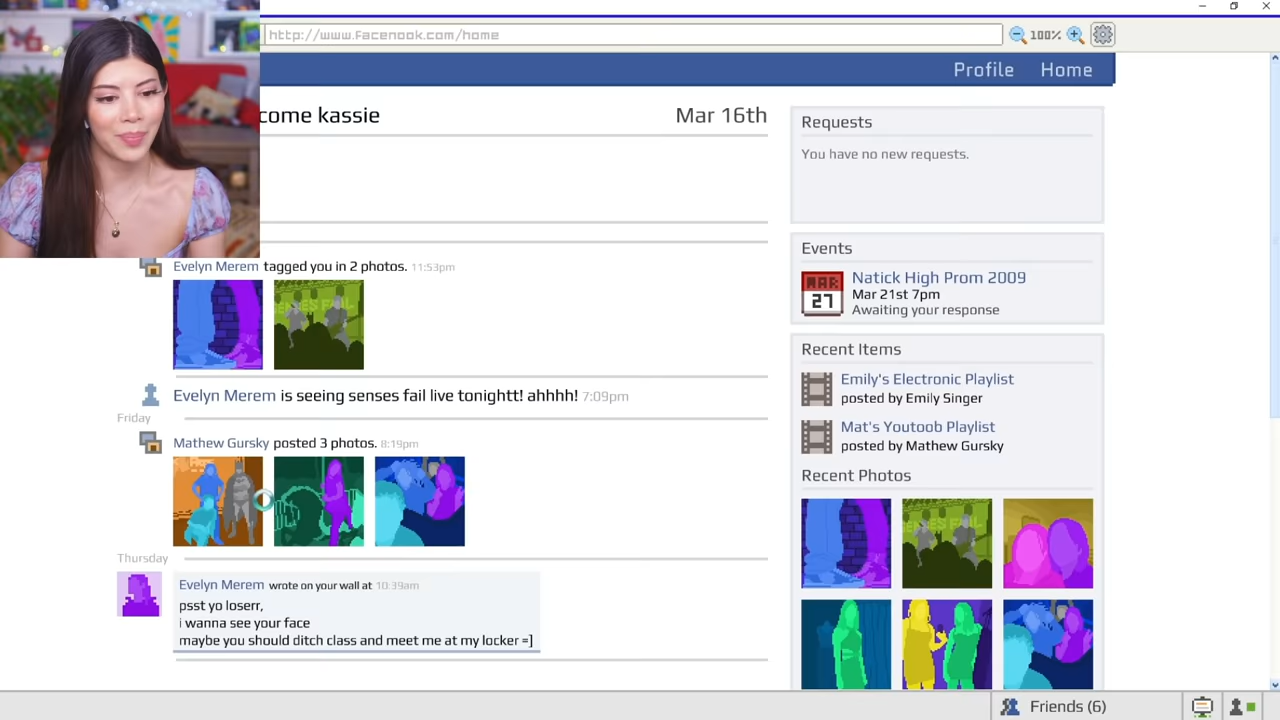 http://www.facenook.com/home
100%
Profile Home
come kassie
Mar 16th
Evelyn Merem tagged you in 2 photos. 11:53pm
Evelyn Merem is seeing senses fail live tonightt! ahhhh! 7:09pm
Friday
Mathew Gursky posted 3 photos. 8:19pm
Thursday
Evelyn Merem wrote on your wall at 10:39am
psst yo loserr,
i wanna see your face
maybe you should ditch class and meet me at my locker =]
Requests
You have no new requests.
Events
MAR
27
Natick High Prom 2009
Mar 21st 7pm
Awaiting your response
Recent Items
Emily's Electronic Playlist
posted by Emily Singer
Mat's Youtoob Playlist
posted by Mathew Gursky
Recent Photos
Friends (6)